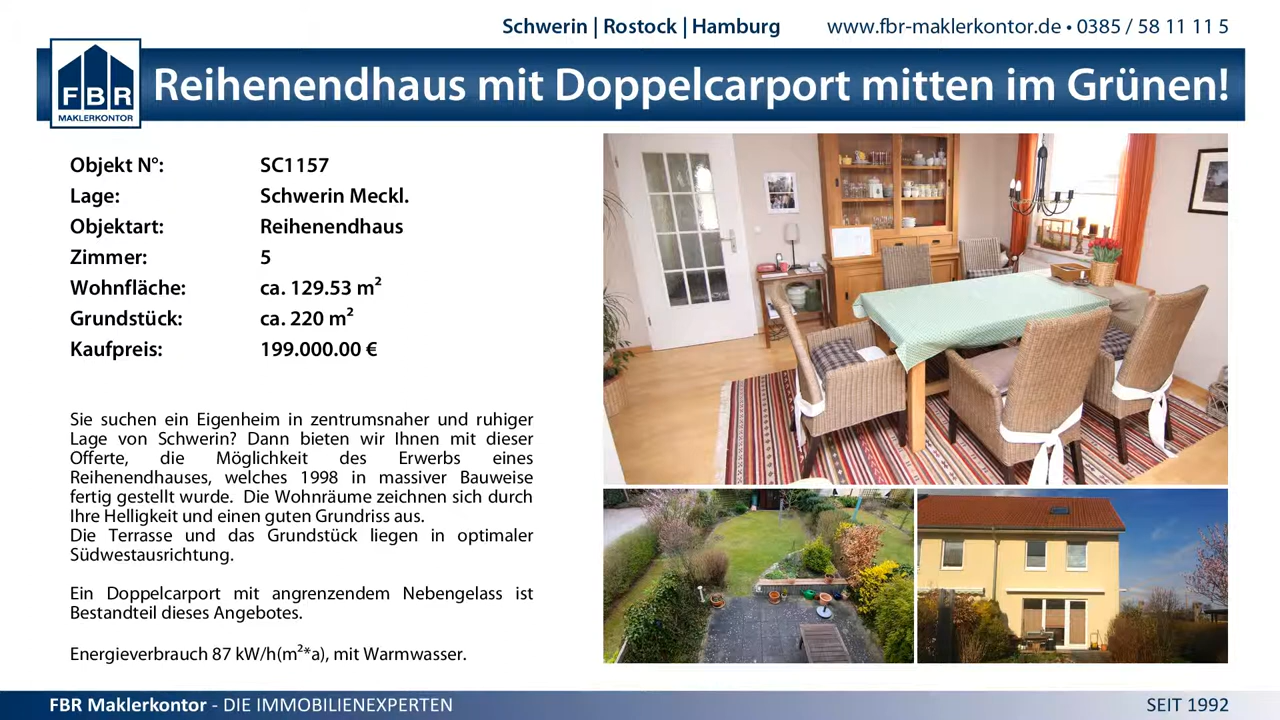 Schwerin | Rostock | Hamburg www.fbr-maklerkontor.de • 0385 / 58 11 11 5
FBR
MAKLERKONTOR
Reihenendhaus mit Doppelcarport mitten im Grünen!
Objekt N°: SC1157
Lage: Schwerin Meckl.
Objektart: Reihenendhaus
Zimmer: 5
Wohnfläche: ca. 129.53 m²
Grundstück: ca. 220 m²
Kaufpreis: 199.000.00 €
Sie suchen ein Eigenheim in zentrumsnaher und ruhiger
Lage von Schwerin? Dann bieten wir Ihnen mit dieser
Offerte, die Möglichkeit des Erwerbs eines
Reihenendhauses, welches 1998 in massiver Bauweise
fertig gestellt wurde. Die Wohnräume zeichnen sich durch
Ihre Helligkeit und einen guten Grundriss aus.
Die Terrasse und das Grundstück liegen in optimaler
Südwestausrichtung.
Ein Doppelcarport mit angrenzendem Nebengelass ist
Bestandteil dieses Angebotes.
Energieverbrauch 87 kW/h(m²*a), mit Warmwasser.
FBR Maklerkontor - DIE IMMOBILIENEXPERTEN SEIT 1992